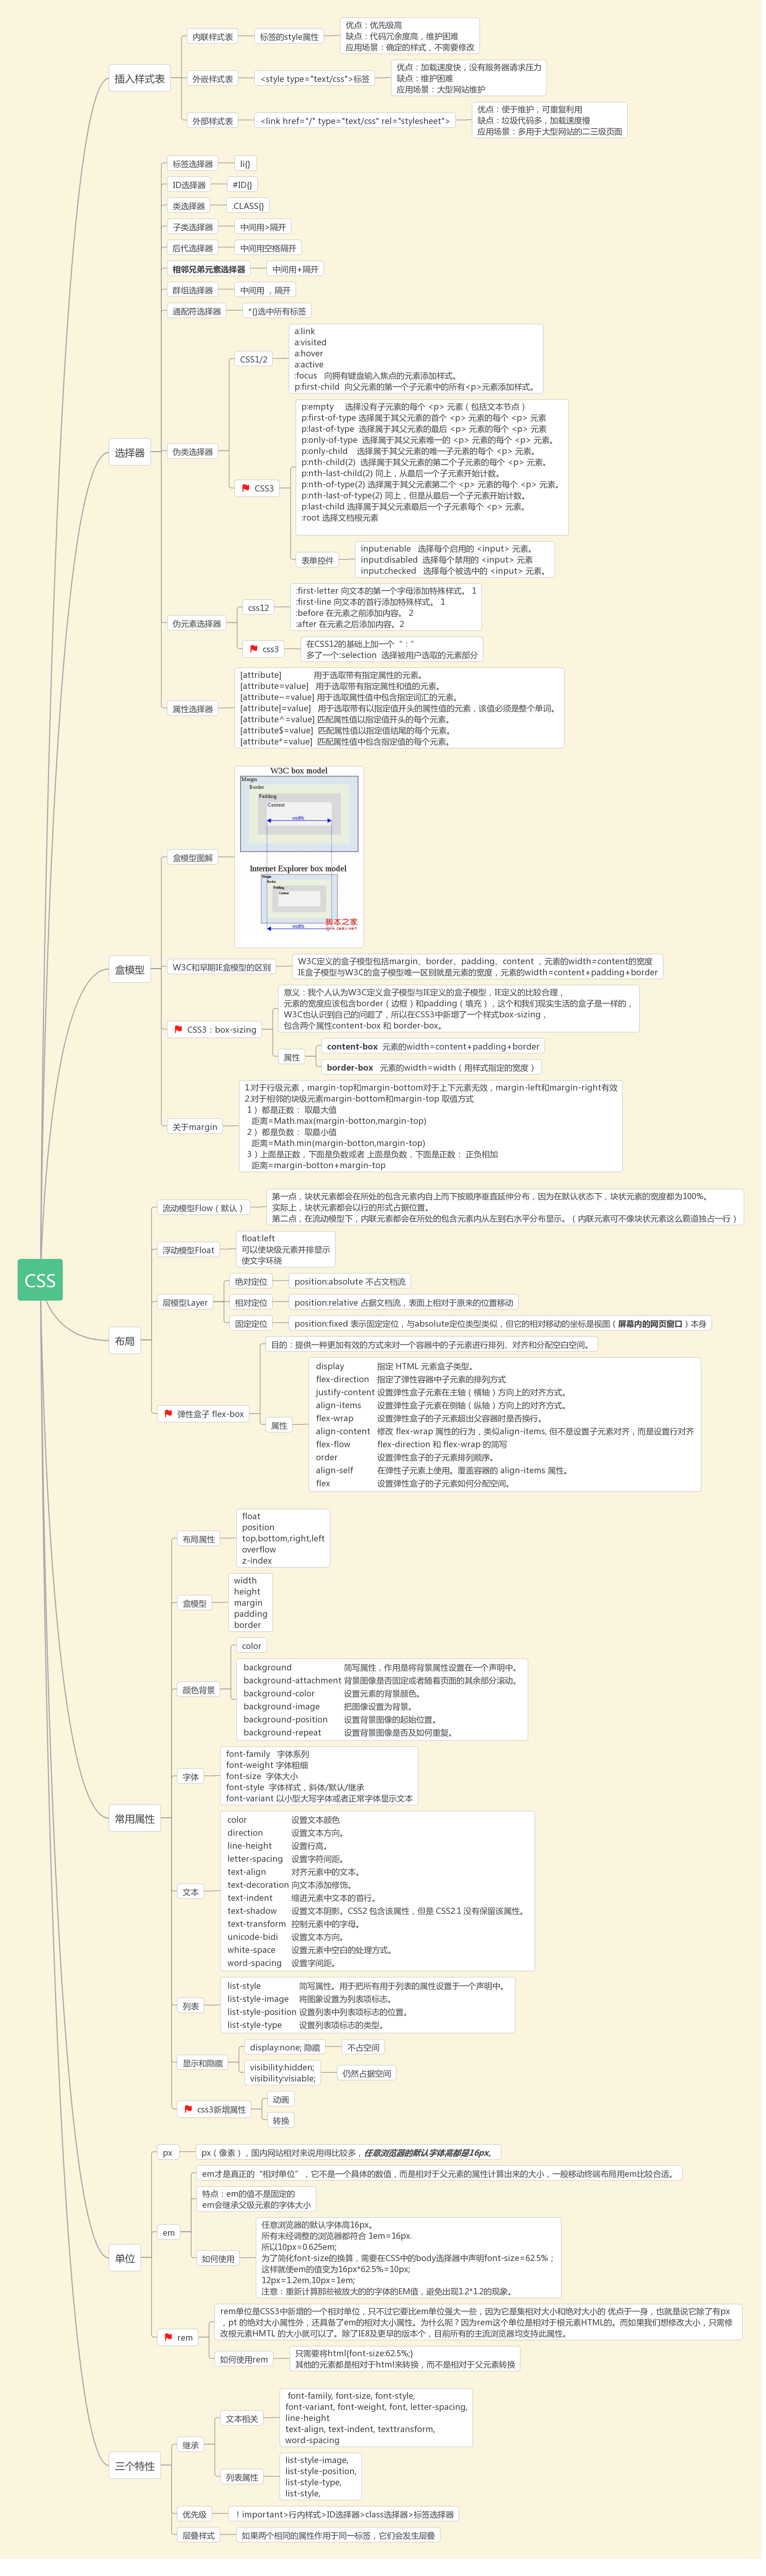 CSS
插入样式表
内联样式表
标签的style属性
优点：优先级高
缺点：代码冗余度高，维护困难
应用场景：确定的样式，不需要修改
外嵌样式表
<style type="text/css">标签
优点：加载速度快，没有服务器请求压力
缺点：维护困难
应用场景：大型网站维护
外部样式表
<link href="/" type="text/css" rel="stylesheet">
优点：便于维护，可重复利用
缺点：垃圾代码多，加载速度慢
应用场景：多用于大型网站的二三级页面
选择器
标签选择器
li{}
ID选择器
#ID{}
类选择器
.CLASS{}
子类选择器
中间用>隔开
后代选择器
中间用空格隔开
相邻兄弟元素选择器
中间用+隔开
群组选择器
中间用 ，隔开
通配符选择器
*{}选中所有标签
伪类选择器
CSS1/2
a:link
a:visited
a:hover
a:active
:focus 向拥有键盘输入焦点的元素添加样式。
p:first-child 向父元素的第一个子元素中的所有<p>元素添加样式。
CSS3
p:empty 选择没有子元素的每个 <p> 元素（包括文本节点）
p:first-of-type 选择属于其父元素的首个 <p> 元素的每个 <p> 元素
p:last-of-type 选择属于其父元素的最后 <p> 元素的每个 <p> 元素
p:only-of-type 选择属于其父元素唯一的 <p> 元素的每个 <p> 元素。
p:only-child 选择属于其父元素的唯一子元素的每个 <p> 元素。
p:nth-child(2) 选择属于其父元素的第二个子元素的每个 <p> 元素。
p:nth-last-child(2) 同上，从最后一个子元素开始计数。
p:nth-of-type(2) 选择属于其父元素第二个 <p> 元素的每个 <p> 元素。
p:nth-last-of-type(2) 同上，但是从最后一个子元素开始计数。
p:last-child 选择属于其父元素最后一个子元素每个 <p> 元素。
:root 选择文档根元素
表单控件
input:enable 选择每个启用的 <input> 元素。
input:disabled 选择每个禁用的 <input> 元素
input:checked 选择每个被选中的 <input> 元素。
伪元素选择器
css12
:first-letter 向文本的第一个字母添加特殊样式。 1
:first-line 向文本的首行添加特殊样式。 1
:before 在元素之前添加内容。 2
:after 在元素之后添加内容。2
css3
在CSS12的基础上加一个“：”
多了一个::selection 选择被用户选取的元素部分
属性选择器
[attribute] 用于选取带有指定属性的元素。
[attribute=value] 用于选取带有指定属性和值的元素。
[attribute~=value] 用于选取属性值中包含指定词汇的元素。
[attribute|=value] 用于选取带有以指定值开头的属性值的元素，该值必须是整个单词。
[attribute^=value] 匹配属性值以指定值开头的每个元素。
[attribute$=value] 匹配属性值以指定值结尾的每个元素。
[attribute*=value] 匹配属性值中包含指定值的每个元素。
盒模型
盒模型图解
W3C box model
Margin
Border
Padding
Content
width
Internet Explorer box model
Margin
Border
Padding
Content
width
脚本之家
W3C和早期IE盒模型的区别
W3C定义的盒子模型包括margin、border、padding、content ，元素的width=content的宽度
IE盒子模型与W3C的盒子模型唯一区别就是元素的宽度，元素的width=content+padding+border
CSS3：box-sizing
意义：我个人认为W3C定义盒子模型与IE定义的盒子模型，IE定义的比较合理，
元素的宽度应该包含border（边框）和padding（填充），这个和我们现实生活的盒子是一样的，
W3C也认识到自己的问题了，所以在CSS3中新增了一个样式box-sizing，
包含两个属性content-box 和 border-box。
属性
content-box 元素的width=content+padding+border
border-box 元素的width=width（用样式指定的宽度）
关于margin
1.对于行级元素，margin-top和margin-bottom对于上下元素无效，margin-left和margin-right有效
2.对于相邻的块级元素margin-bottom和margin-top 取值方式
1） 都是正数： 取最大值
距离=Math.max(margin-botton,margin-top)
2） 都是负数： 取最小值
距离=Math.min(margin-botton,margin-top)
3）上面是正数，下面是负数或者 上面是负数，下面是正数： 正负相加
距离=margin-botton+margin-top
布局
流动模型Flow（默认）
第一点，块状元素都会在所处的包含元素内自上而下按顺序垂直延伸分布，因为在默认状态下，块状元素的宽度都为100%。
实际上，块状元素都会以行的形式占据位置。
第二点，在流动模型下，内联元素都会在所处的包含元素内从左到右水平分布显示。（内联元素可不像块状元素这么霸道独占一行）
浮动模型Float
float:left
可以使块级元素并排显示
使文字环绕
层模型Layer
绝对定位
position:absolute 不占文档流
相对定位
position:relative 占据文档流，表面上相对于原来的位置移动
固定定位
position:fixed 表示固定定位，与absolute定位类型类似，但它的相对移动的坐标是视图（屏幕内的网页窗口）本身
弹性盒子 flex-box
目的：提供一种更加有效的方式来对一个容器中的子元素进行排列、对齐和分配空白空间。
属性
display 指定 HTML 元素盒子类型。
flex-direction 指定了弹性容器中子元素的排列方式
justify-content 设置弹性盒子元素在主轴（横轴）方向上的对齐方式。
align-items 设置弹性盒子元素在侧轴（纵轴）方向上的对齐方式。
flex-wrap 设置弹性盒子的子元素超出父容器时是否换行。
align-content 修改 flex-wrap 属性的行为，类似align-items, 但不是设置子元素对齐，而是设置行对齐
flex-flow flex-direction 和 flex-wrap 的简写
order 设置弹性盒子的子元素排列顺序。
align-self 在弹性子元素上使用。覆盖容器的 align-items 属性。
flex 设置弹性盒子的子元素如何分配空间。
常用属性
布局属性
float
position
top,bottom,right,left
overflow
z-index
盒模型
width
height
margin
padding
border
颜色背景
color
background 简写属性，作用是将背景属性设置在一个声明中。
background-attachment 背景图像是否固定或者随着页面的其余部分滚动。
background-color 设置元素的背景颜色。
background-image 把图像设置为背景。
background-position 设置背景图像的起始位置。
background-repeat 设置背景图像是否及如何重复。
字体
font-family 字体系列
font-weight 字体粗细
font-size 字体大小
font-style 字体样式，斜体/默认/继承
font-variant 以小型大写字体或者正常字体显示文本
文本
color 设置文本颜色
direction 设置文本方向。
line-height 设置行高。
letter-spacing 设置字符间距。
text-align 对齐元素中的文本。
text-decoration 向文本添加修饰。
text-indent 缩进元素中文本的首行。
text-shadow 设置文本阴影。CSS2 包含该属性，但是 CSS2.1 没有保留该属性。
text-transform 控制元素中的字母。
unicode-bidi 设置文本方向。
white-space 设置元素中空白的处理方式。
word-spacing 设置字间距。
列表
list-style 简写属性。用于把所有用于列表的属性设置于一个声明中。
list-style-image 将图象设置为列表项标志。
list-style-position 设置列表中列表项标志的位置。
list-style-type 设置列表项标志的类型。
显示和隐藏
display:none; 隐藏
不占空间
visibility:hidden;
visibility:visiable;
仍然占据空间
css3新增属性
动画
转换
单位
px
px（像素），国内网站相对来说用得比较多，任意浏览器的默认字体高都是16px。
em
em才是真正的“相对单位”，它不是一个具体的数值，而是相对于父元素的属性计算出来的大小，一般移动终端布局用em比较合适。
特点：em的值不是固定的
em会继承父级元素的字体大小
如何使用
任意浏览器的默认字体高16px。
所有未经调整的浏览器都符合 1em=16px.
所以10px=0.625em;
为了简化font-size的换算，需要在CSS中的body选择器中声明font-size=62.5%；
这样就使em的值变为16px*62.5%=10px;
12px=1.2em,10px=1em;
注意：重新计算那些被放大的的字体的EM值，避免出现1.2*1.2的现象。
rem
rem单位是CSS3中新增的一个相对单位，只不过它要比em单位强大一些，因为它是集相对大小和绝对大小的 优点于一身，也就是说它除了有px
，pt 的绝对大小属性外，还具备了em的相对大小属性。为什么呢？因为rem这个单位是相对于根元素HTML的。而如果我们想修改大小，只需修
改根元素HMTL 的大小就可以了。除了IE8及更早的版本个，目前所有的主流浏览器均支持此属性。
如何使用rem
只需要将html{font-size:62.5%;}
其他的元素都是相对于html来转换，而不是相对于父元素转换
三个特性
继承
文本相关
font-family, font-size, font-style,
font-variant, font-weight, font, letter-spacing,
line-height
text-align, text-indent, texttransform,
word-spacing
列表属性
list-style-image,
list-style-position,
list-style-type,
list-style,
优先级
！important>行内样式>ID选择器>class选择器>标签选择器
层叠样式
如果两个相同的属性作用于同一标签，它们会发生层叠